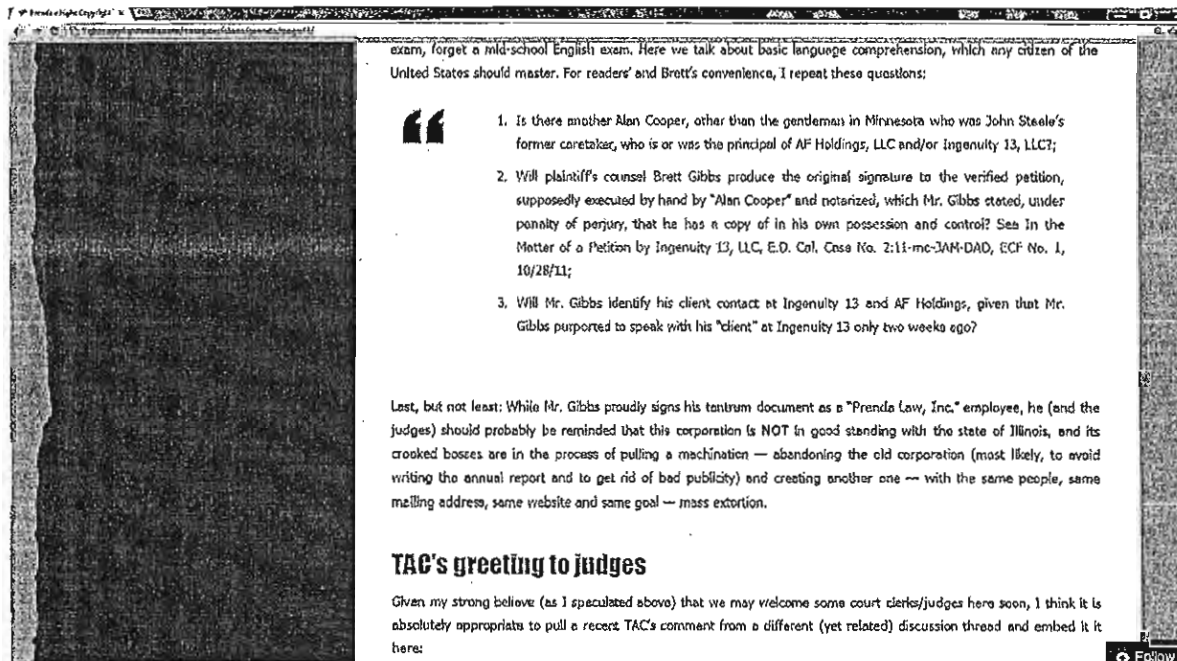 exam, forget a mid-school English exam. Here we talk about basic language comprehension, which any citizen of the
United States should master. For readers' and Brett's convenience, I repeat these questions:
1. Is there another Alan Cooper, other than the gentleman in Minnesota who was John Steele's
former caretaker, who is or was the principal of AF Holdings, LLC and/or Ingenuity 13, LLC?;
2. Will plaintiff's counsel Brett Gibbs produce the original signature to the verified petition,
supposedly executed by hand by "Alan Cooper" and notarized, which Mr. Gibbs stated, under
penalty of perjury, that he has a copy of in his own possession and control? See In the
Matter of a Petition by Ingenuity 13, LLC, E.D. Cal. Case No. 2:11-mc-JAM-DAD, ECF No. 1,
10/28/11;
3. Will Mr. Gibbs identify his client contact at Ingenuity 13 and AF Holdings, given that Mr.
Gibbs purported to speak with his "client" at Ingenuity 13 only two weeks ago?
Last, but not least: While Mr. Gibbs proudly signs his tantrum document as a "Prenda Law, Inc." employee, he (and the
judges) should probably be reminded that this corporation is NOT in good standing with the state of Illinois, and its
crooked bosses are in the process of pulling a machination — abandoning the old corporation (most likely, to avoid
writing the annual report and to get rid of bad publicity) and creating another one — with the same people, same
mailing address, same website and same goal — mass extortion.
TAC's greeting to judges
Given my strong believe (as I speculated above) that we may welcome some court clerks/judges here soon, I think it is
absolutely appropriate to pull a recent TAC's comment from a different (yet related) discussion thread and embed it it
here:
Follow